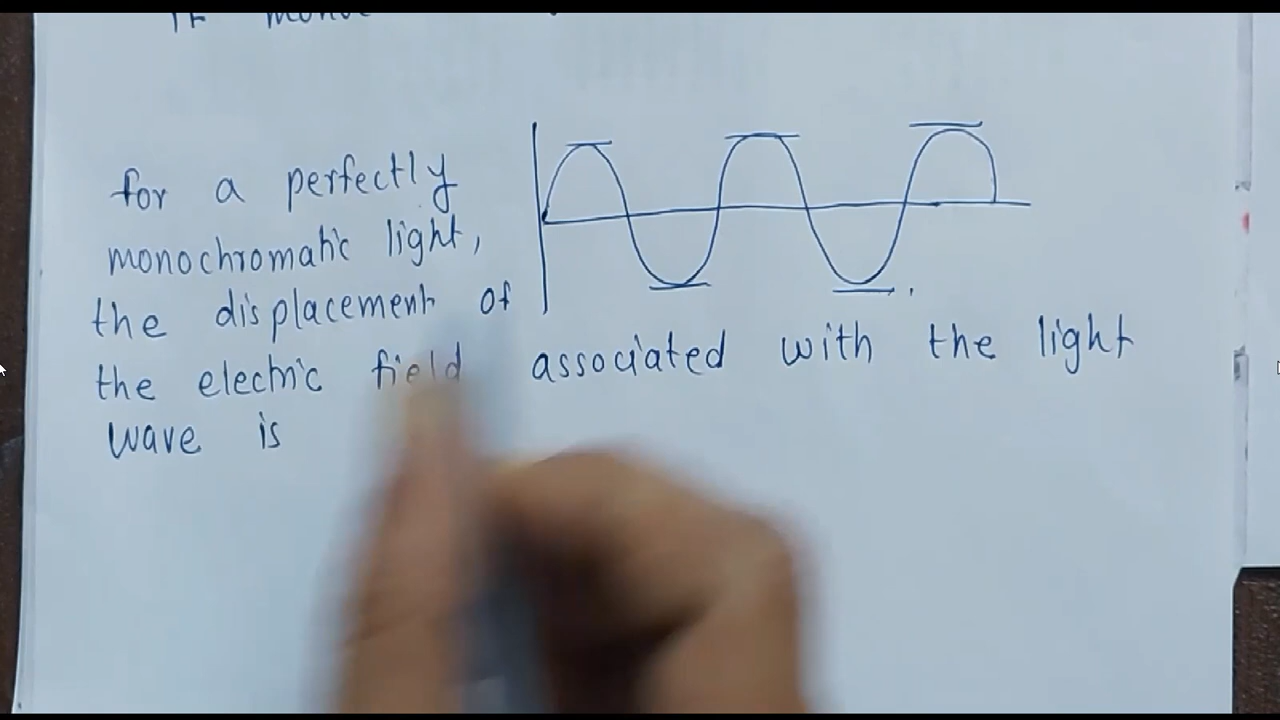 for a perfectly
monochromatic light,
the displacement of
the electric field associated with the light
wave is